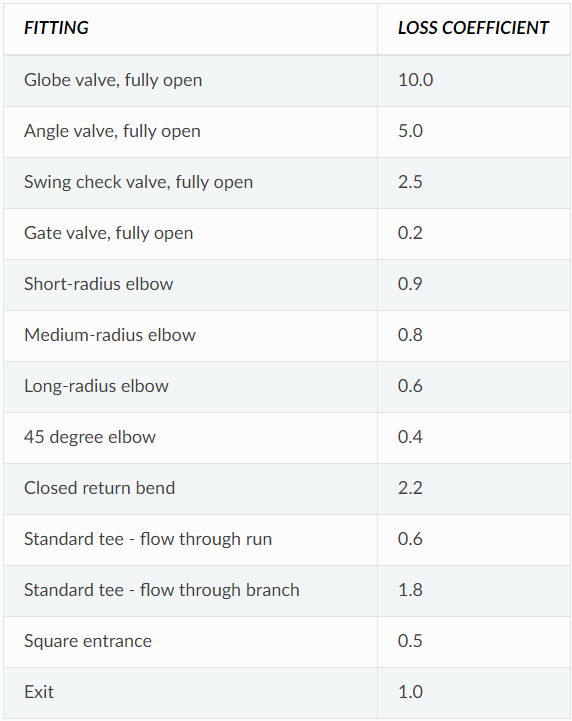 FITTING LOSS COEFFICIENT
Globe valve, fully open 10.0
Angle valve, fully open 5.0
Swing check valve, fully open 2.5
Gate valve, fully open 0.2
Short-radius elbow 0.9
Medium-radius elbow 0.8
Long-radius elbow 0.6
45 degree elbow 0.4
Closed return bend 2.2
Standard tee - flow through run 0.6
Standard tee - flow through branch 1.8
Square entrance 0.5
Exit 1.0